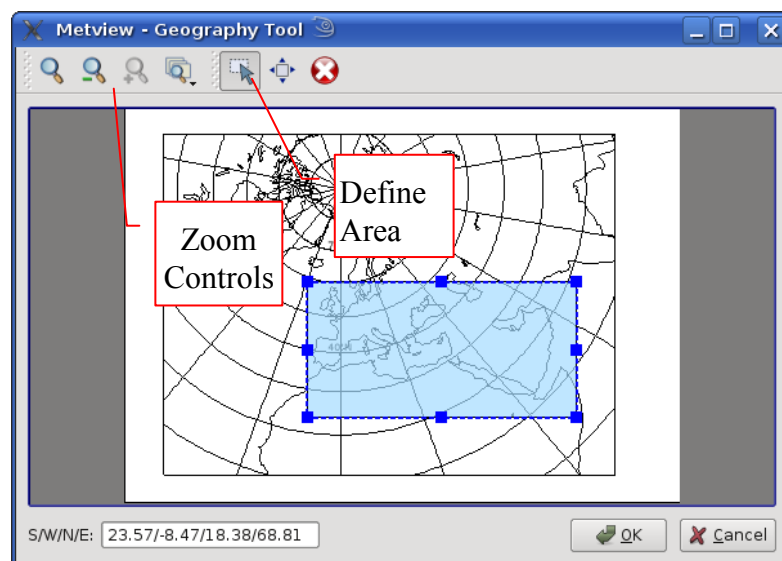 Metview - Geography Tool
Define
Area
Zoom
Controls
S/W/N/E: 23.57/-8.47/18.38/68.81
OK
Cancel